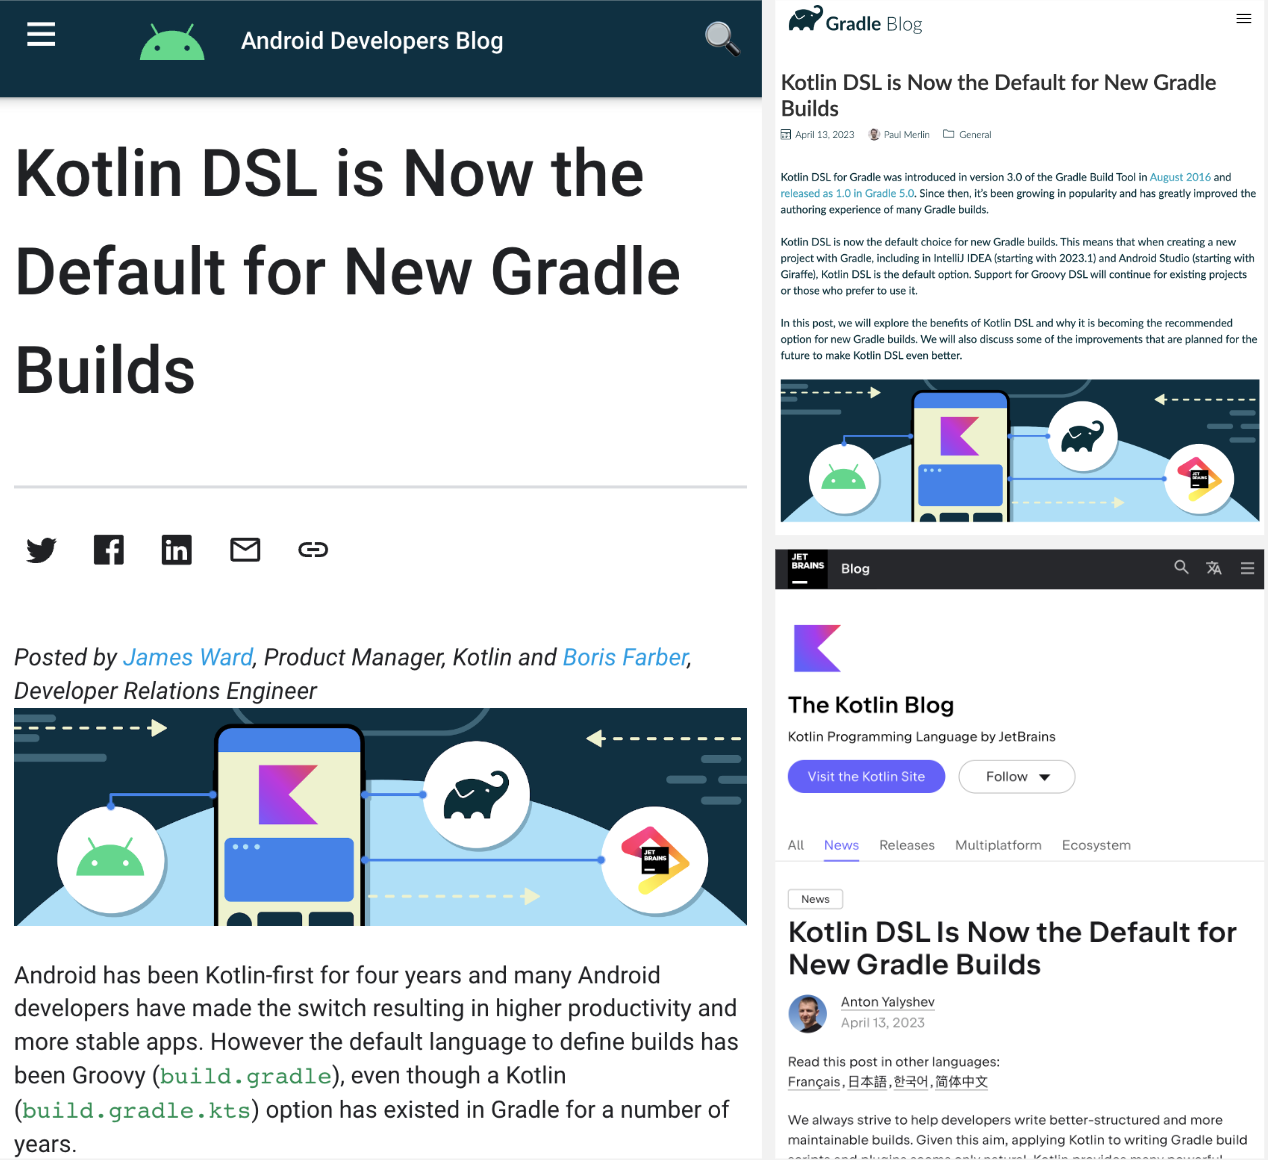 Android Developers Blog
Kotlin DSL is Now the
Default for New Gradle
Builds
Posted by James Ward, Product Manager, Kotlin and Boris Farber,
Developer Relations Engineer
JET
BRAINS
Android has been Kotlin-first for four years and many Android
developers have made the switch resulting in higher productivity and
more stable apps. However the default language to define builds has
been Groovy (build.gradle), even though a Kotlin
(build.gradle.kts) option has existed in Gradle for a number of
years.
Gradle Blog
Kotlin DSL is Now the Default for New Gradle
Builds
April 13, 2023 Paul Merlin General
Kotlin DSL for Gradle was introduced in version 3.0 of the Gradle Build Tool in August 2016 and
released as 1.0 in Gradle 5.0. Since then, it's been growing in popularity and has greatly improved the
authoring experience of many Gradle builds.
Kotlin DSL is now the default choice for new Gradle builds. This means that when creating a new
project with Gradle, including in IntelliJ IDEA (starting with 2023.1) and Android Studio (starting with
Giraffe), Kotlin DSL is the default option. Support for Groovy DSL will continue for existing projects
or those who prefer to use it.
In this post, we will explore the benefits of Kotlin DSL and why it is becoming the recommended
option for new Gradle builds. We will also discuss some of the improvements that are planned for the
future to make Kotlin DSL even better.
JET
BRAINS
JET
BRAINS
Blog
The Kotlin Blog
Kotlin Programming Language by JetBrains
Visit the Kotlin Site Follow
All News Releases Multiplatform Ecosystem
News
Kotlin DSL Is Now the Default for
New Gradle Builds
Anton Yalyshev
April 13, 2023
Read this post in other languages:
Français, 日本語, 한국어, 简体中文
We always strive to help developers write better-structured and more
maintainable builds. Given this aim, applying Kotlin to writing Gradle build
scripts and plugins seems only natural. Kotlin provides many powerful